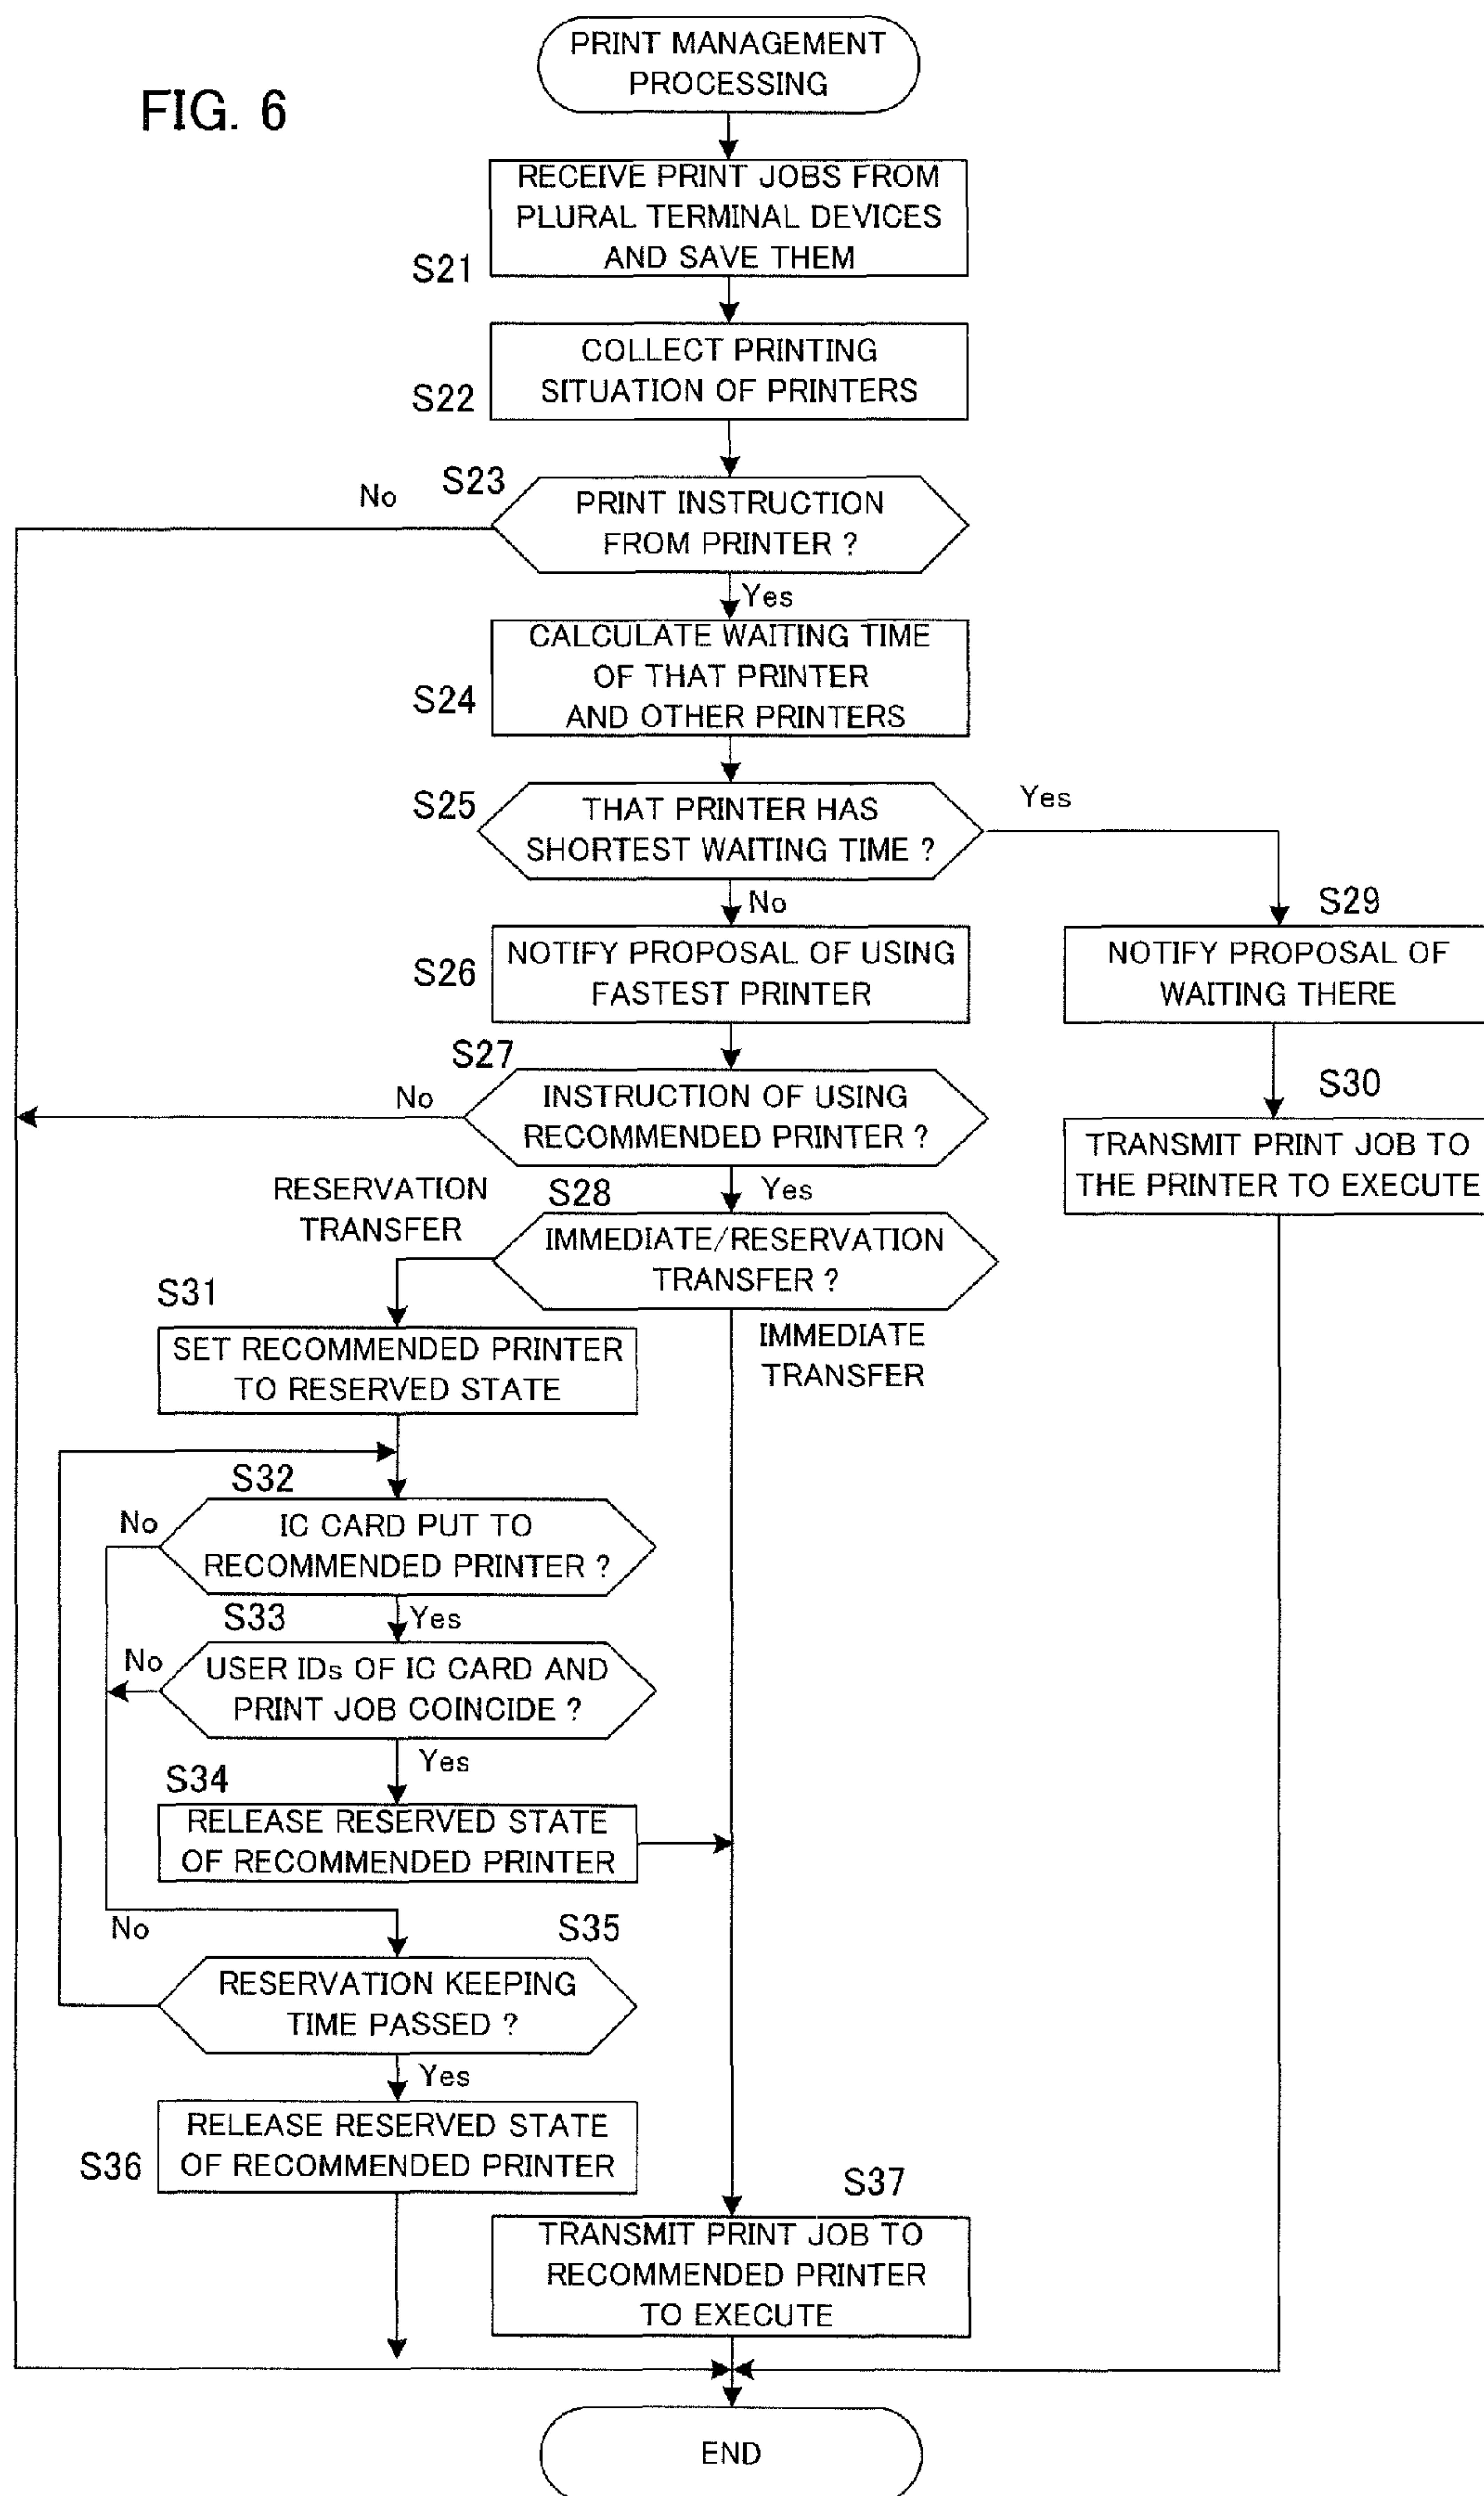 FIG. 6
PRINT MANAGEMENT
PROCESSING
RECEIVE PRINT JOBS FROM
PLURAL TERMINAL DEVICES
AND SAVE THEM
S21
COLLECT PRINTING
SITUATION OF PRINTERS
S22
S23
No
PRINT INSTRUCTION
FROM PRINTER ?
Yes
CALCULATE WAITING TIME
OF THAT PRINTER
AND OTHER PRINTERS
S24
S25
THAT PRINTER HAS
SHORTEST WAITING TIME ?
Yes
No
S29
S26
NOTIFY PROPOSAL OF USING
FASTEST PRINTER
NOTIFY PROPOSAL OF
WAITING THERE
S27
No
INSTRUCTION OF USING
RECOMMENDED PRINTER ?
S30
TRANSMIT PRINT JOB TO
THE PRINTER TO EXECUTE
Yes
S28
RESERVATION
TRANSFER
IMMEDIATE/RESERVATION
TRANSFER ?
S31
IMMEDIATE
TRANSFER
SET RECOMMENDED PRINTER
TO RESERVED STATE
S32
No
IC CARD PUT TO
RECOMMENDED PRINTER ?
S33
Yes
No
USER IDs OF IC CARD AND
PRINT JOB COINCIDE ?
Yes
S34
RELEASE RESERVED STATE
OF RECOMMENDED PRINTER
No
S35
RESERVATION KEEPING
TIME PASSED ?
Yes
RELEASE RESERVED STATE
OF RECOMMENDED PRINTER
S36
S37
TRANSMIT PRINT JOB TO
RECOMMENDED PRINTER
TO EXECUTE
END